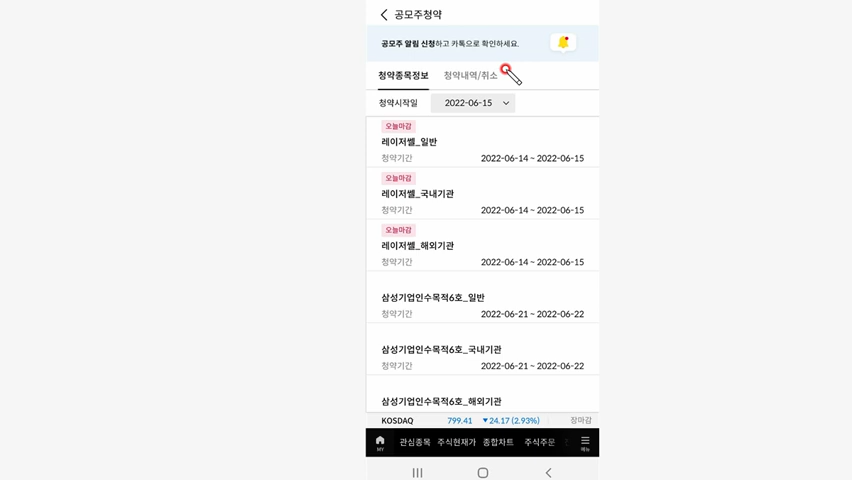 공모주청약
공모주 알림 신청하고 카톡으로 확인하세요.
청약종목정보 청약내역/취소
청약시작일 2022-06-15
오늘마감
레이저쎌_일반
청약기간 2022-06-14 ~ 2022-06-15
오늘마감
레이저쎌_국내기관
청약기간 2022-06-14 ~ 2022-06-15
오늘마감
레이저쎌_해외기관
청약기간 2022-06-14 ~ 2022-06-15
삼성기업인수목적6호_일반
청약기간 2022-06-21 ~ 2022-06-22
삼성기업인수목적6호_국내기관
청약기간 2022-06-21 ~ 2022-06-22
삼성기업인수목적6호_해외기관
KOSDAQ 799.41 ▼24.17 (2.93%) 장마감
MY 관심종목 주식현재가 종합차트 주식주문 메뉴